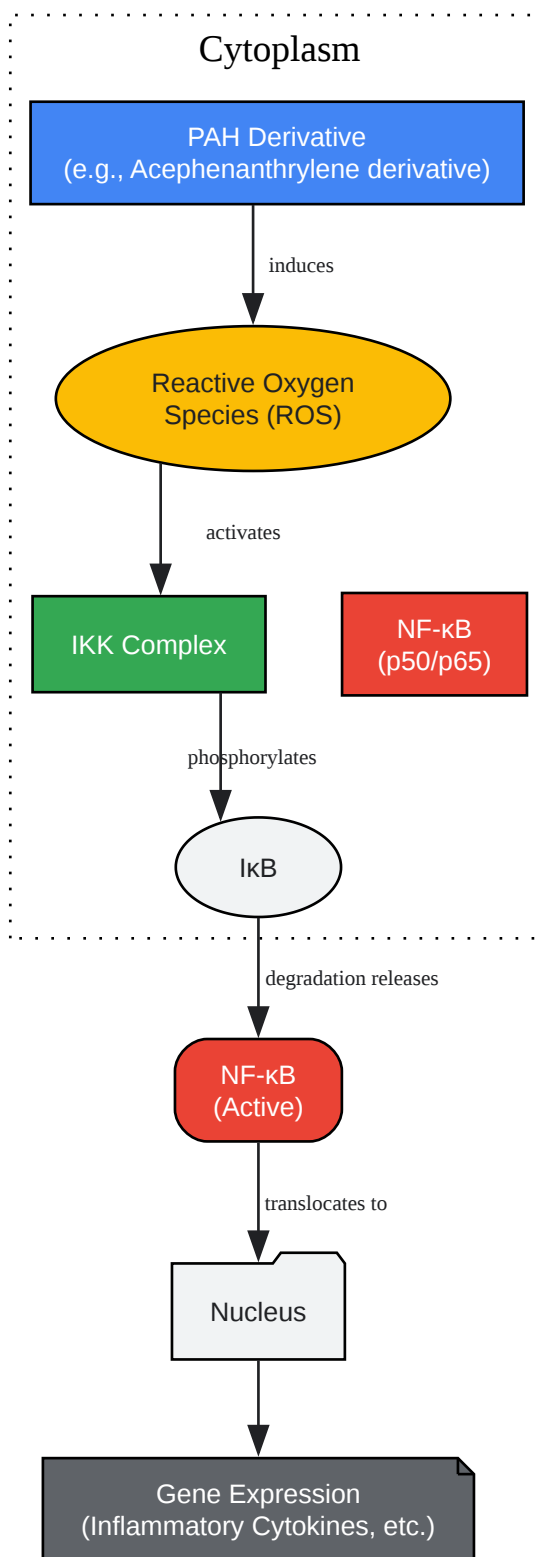 Cytoplasm
PAH Derivative
(e.g., Acephenanthrylene derivative)
induces
Reactive Oxygen
Species (ROS)
activates
IKK Complex
NF-κB
(p50/p65)
phosphorylates
IκB
degradation releases
NF-κB
(Active)
translocates to
Nucleus
Gene Expression
(Inflammatory Cytokines, etc.)